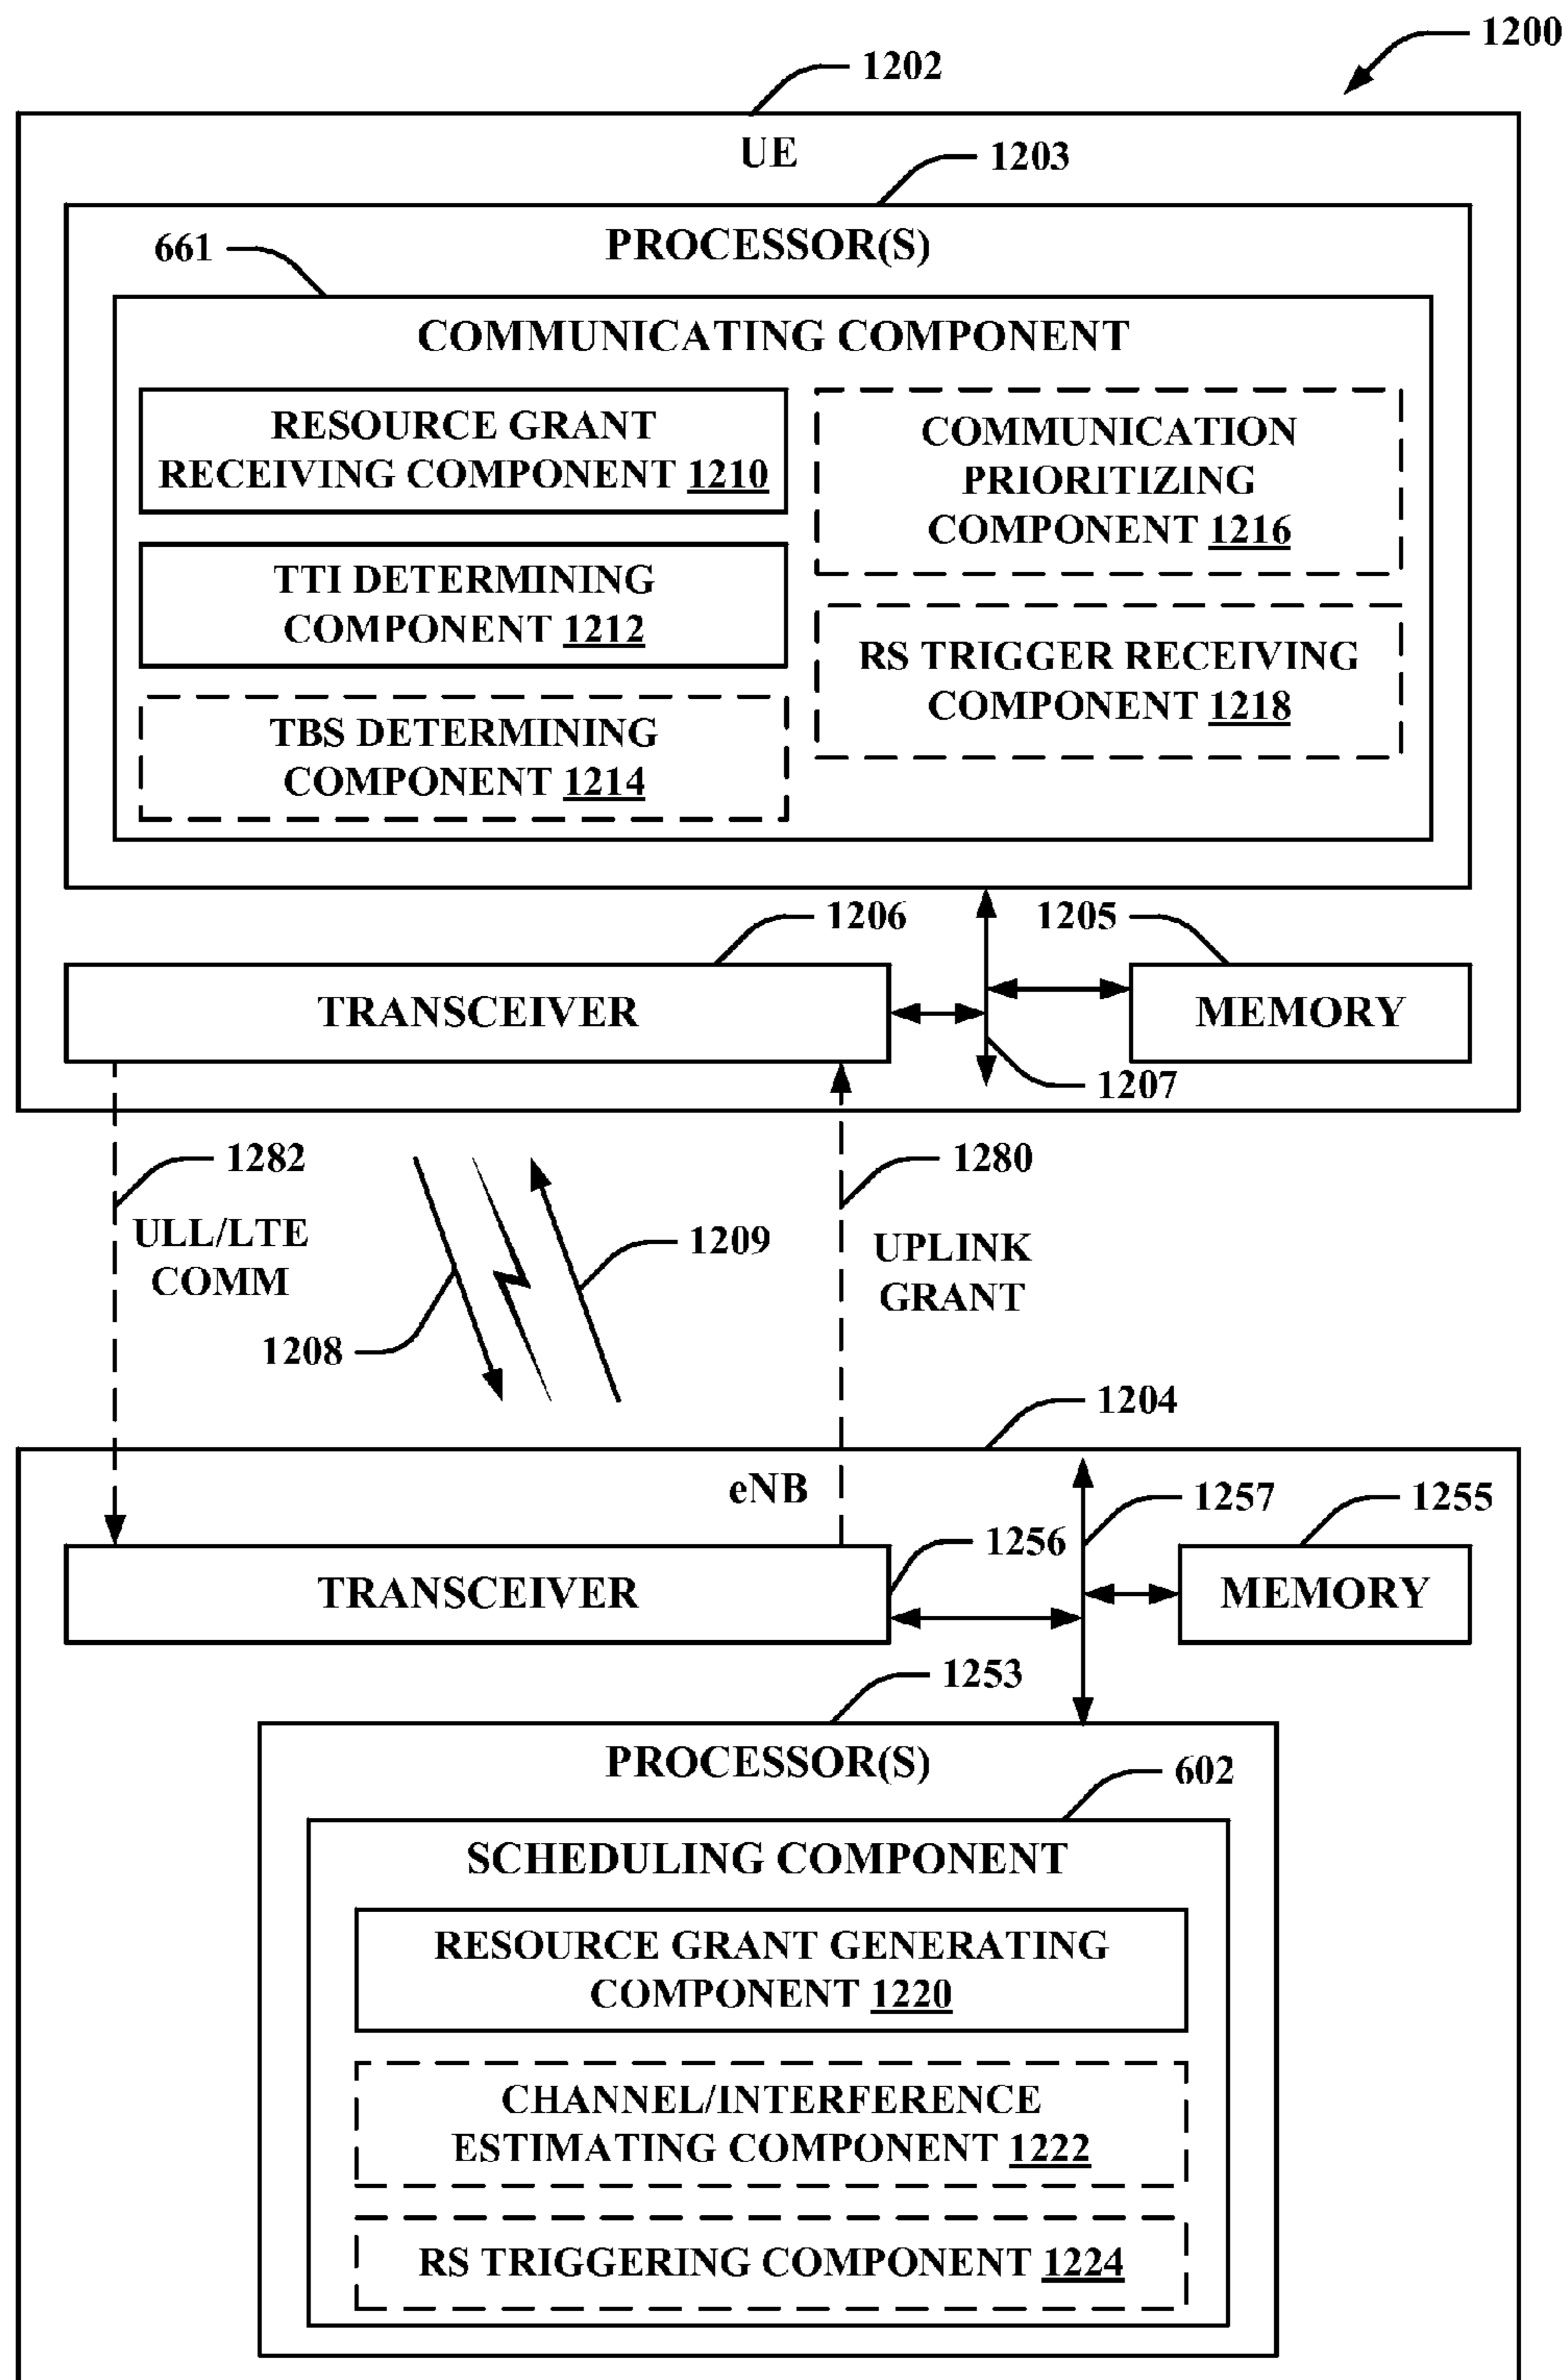 1200
1202
UE
1203
661
PROCESSOR(S)
COMMUNICATING COMPONENT
RESOURCE GRANT
RECEIVING COMPONENT 1210
TTI DETERMINING
COMPONENT 1212
TBS DETERMINING
COMPONENT 1214
COMMUNICATION
PRIORITIZING
COMPONENT 1216
RS TRIGGER RECEIVING
COMPONENT 1218
1206
1205
TRANSCEIVER
MEMORY
1207
1282
ULL/LTE
COMM
1208
1209
1280
UPLINK
GRANT
1204
eNB
1257
1255
1256
TRANSCEIVER
MEMORY
1253
PROCESSOR(S)
602
SCHEDULING COMPONENT
RESOURCE GRANT GENERATING
COMPONENT 1220
CHANNEL/INTERFERENCE
ESTIMATING COMPONENT 1222
RS TRIGGERING COMPONENT 1224